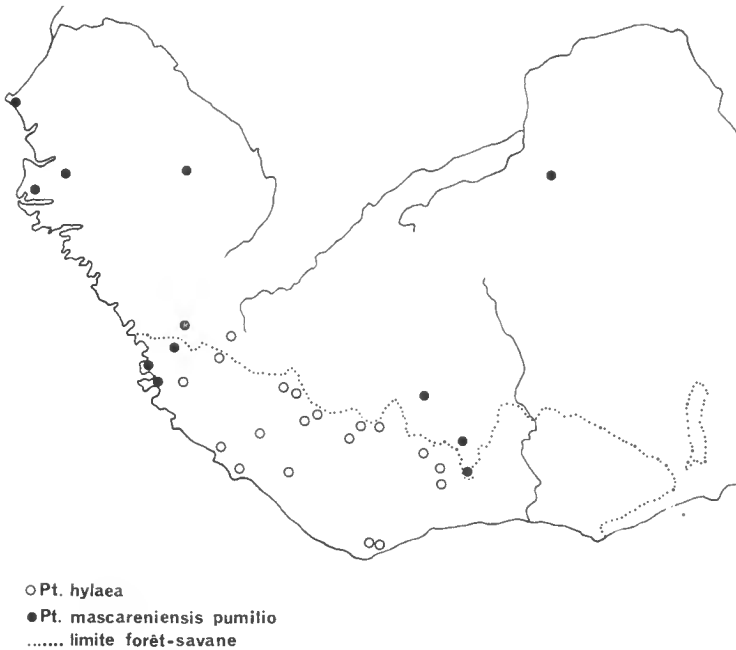 Pt. hylaea
Pt. mascareniensis pumilio
limite forêt-savane